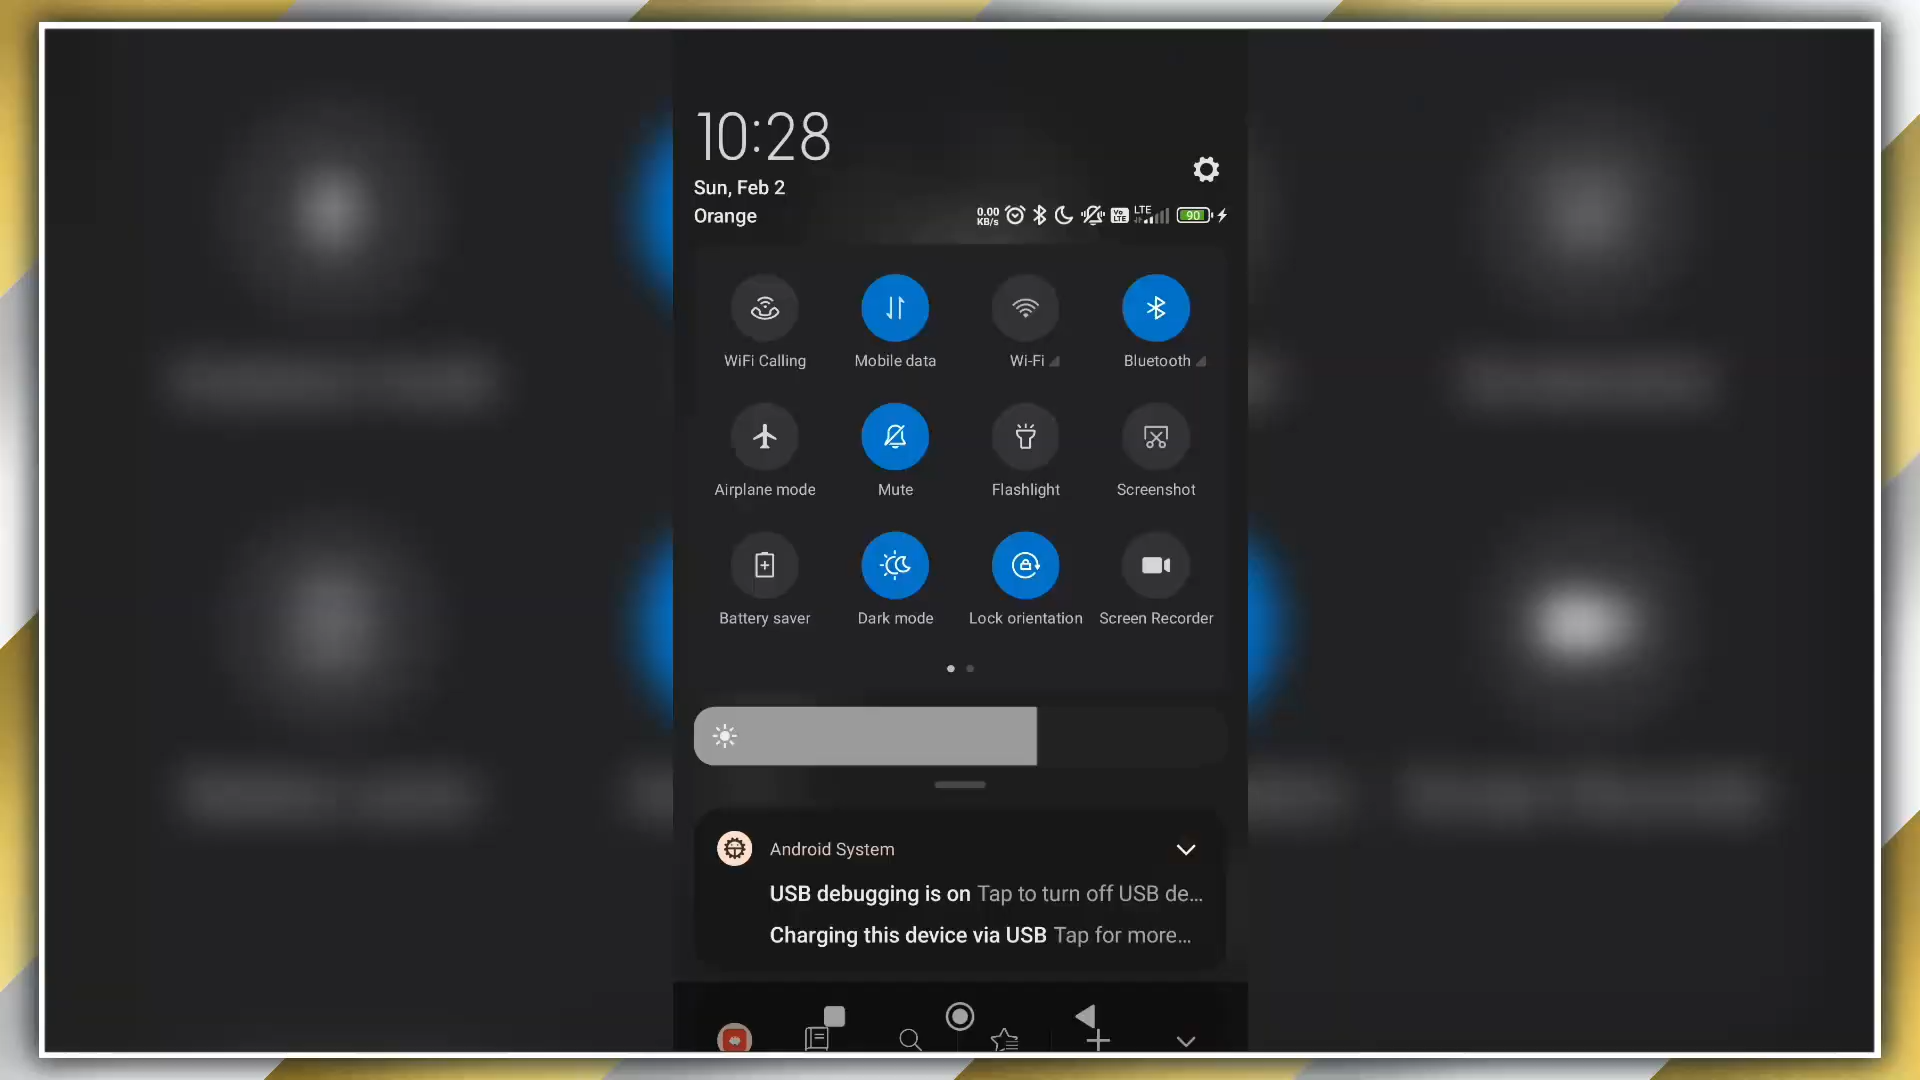 10:28
Sun, Feb 2
Orange
0.00 KB/s
Vo LTE
LTE
90
WiFi Calling
Mobile data
Wi-Fi
Bluetooth
Airplane mode
Mute
Flashlight
Screenshot
Battery saver
Dark mode
Lock orientation
Screen Recorder
Android System
USB debugging is on Tap to turn off USB de...
Charging this device via USB Tap for more...